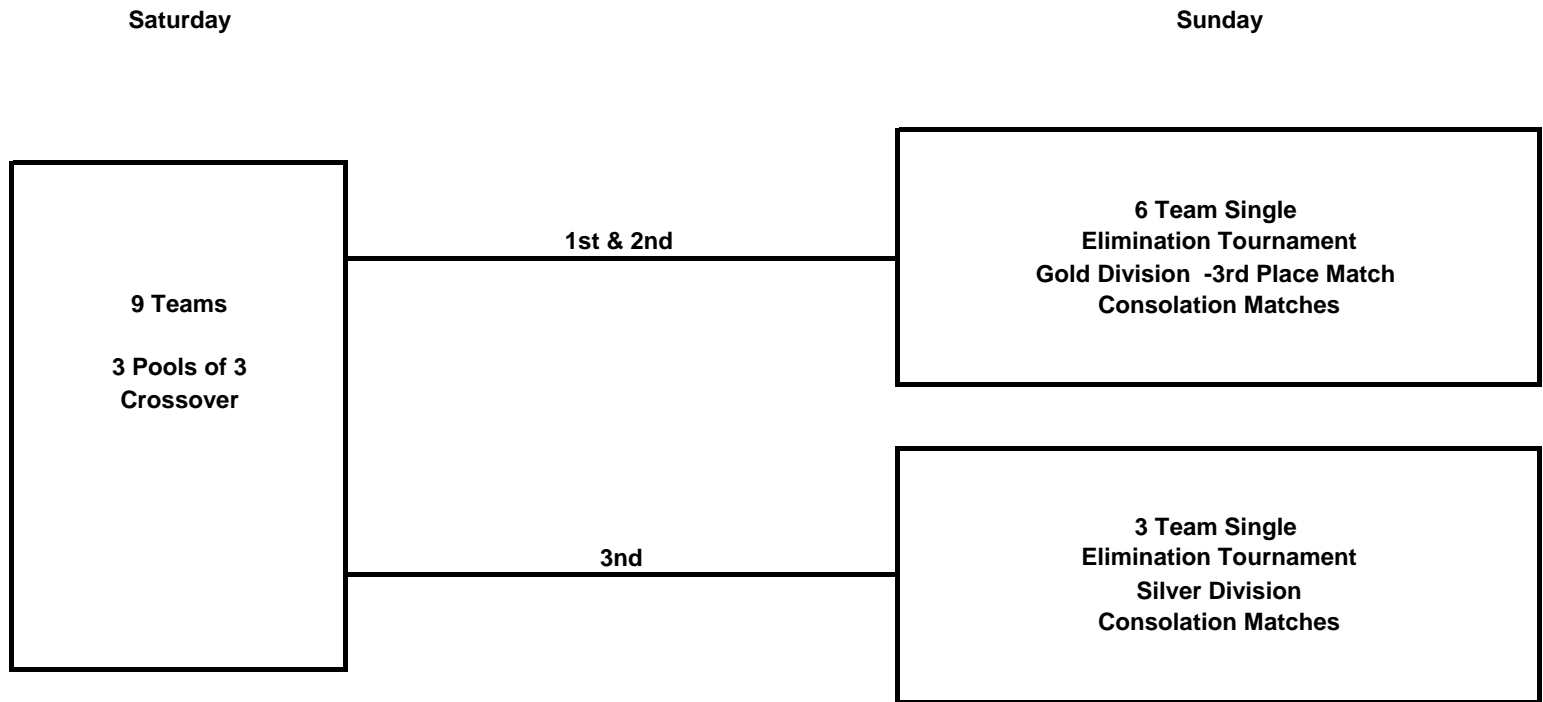 Saturday
Sunday
9 Teams
3 Pools of 3
Crossover
1st & 2nd
3nd
6 Team Single
Elimination Tournament
Gold Division -3rd Place Match
Consolation Matches
3 Team Single
Elimination Tournament
Silver Division
Consolation Matches